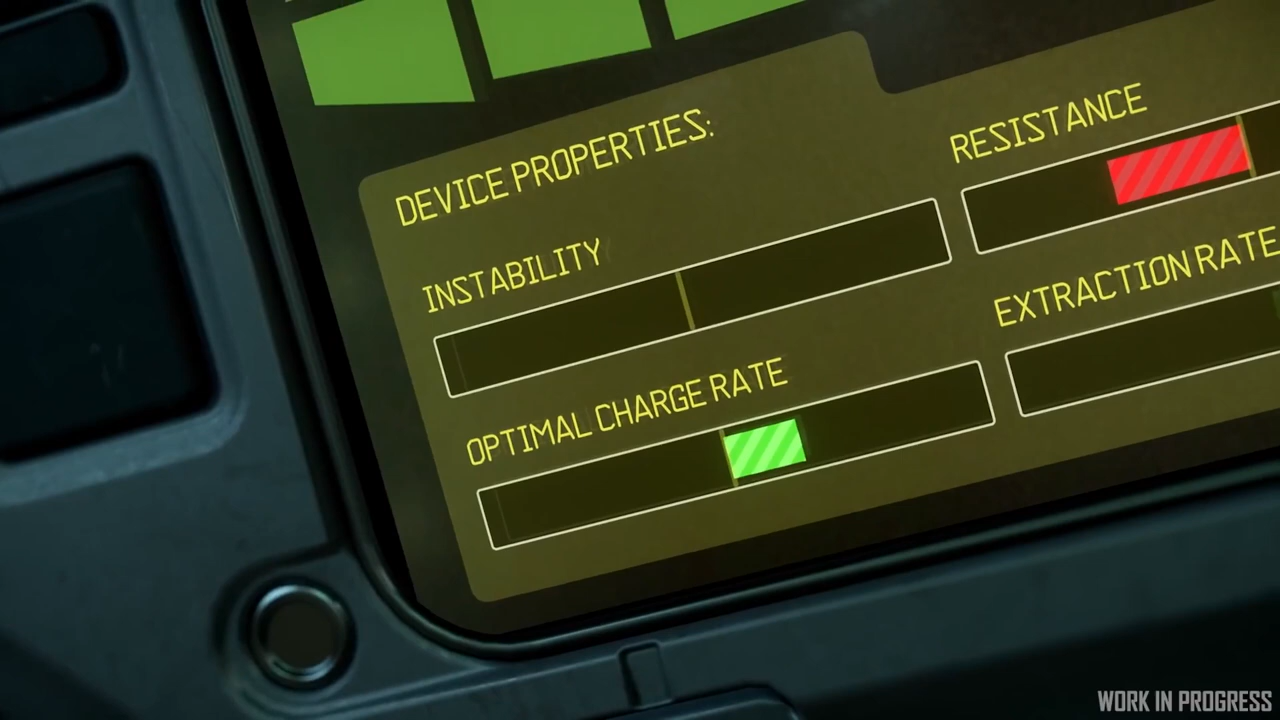 DEVICE PROPERTIES:
INSTABILITY
RESISTANCE
OPTIMAL CHARGE RATE
EXTRACTION RATE
WORK IN PROGRESS